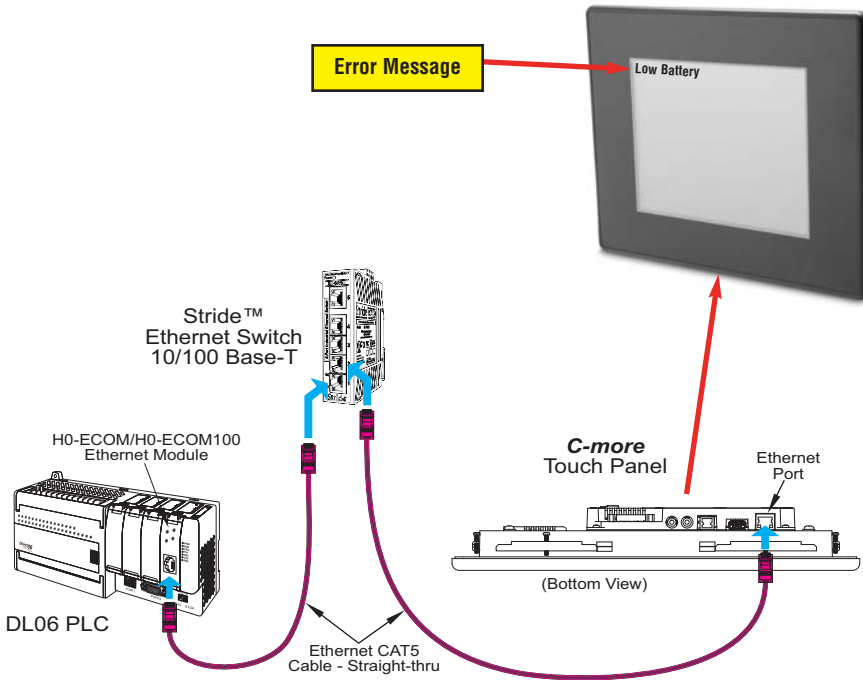 Error Message
Low Battery
Stride™
Ethernet Switch
10/100 Base-T
H0-ECOM/H0-ECOM100
Ethernet Module
C-more
Touch Panel
Ethernet
Port
(Bottom View)
DL06 PLC
Ethernet CAT5
Cable - Straight-thru